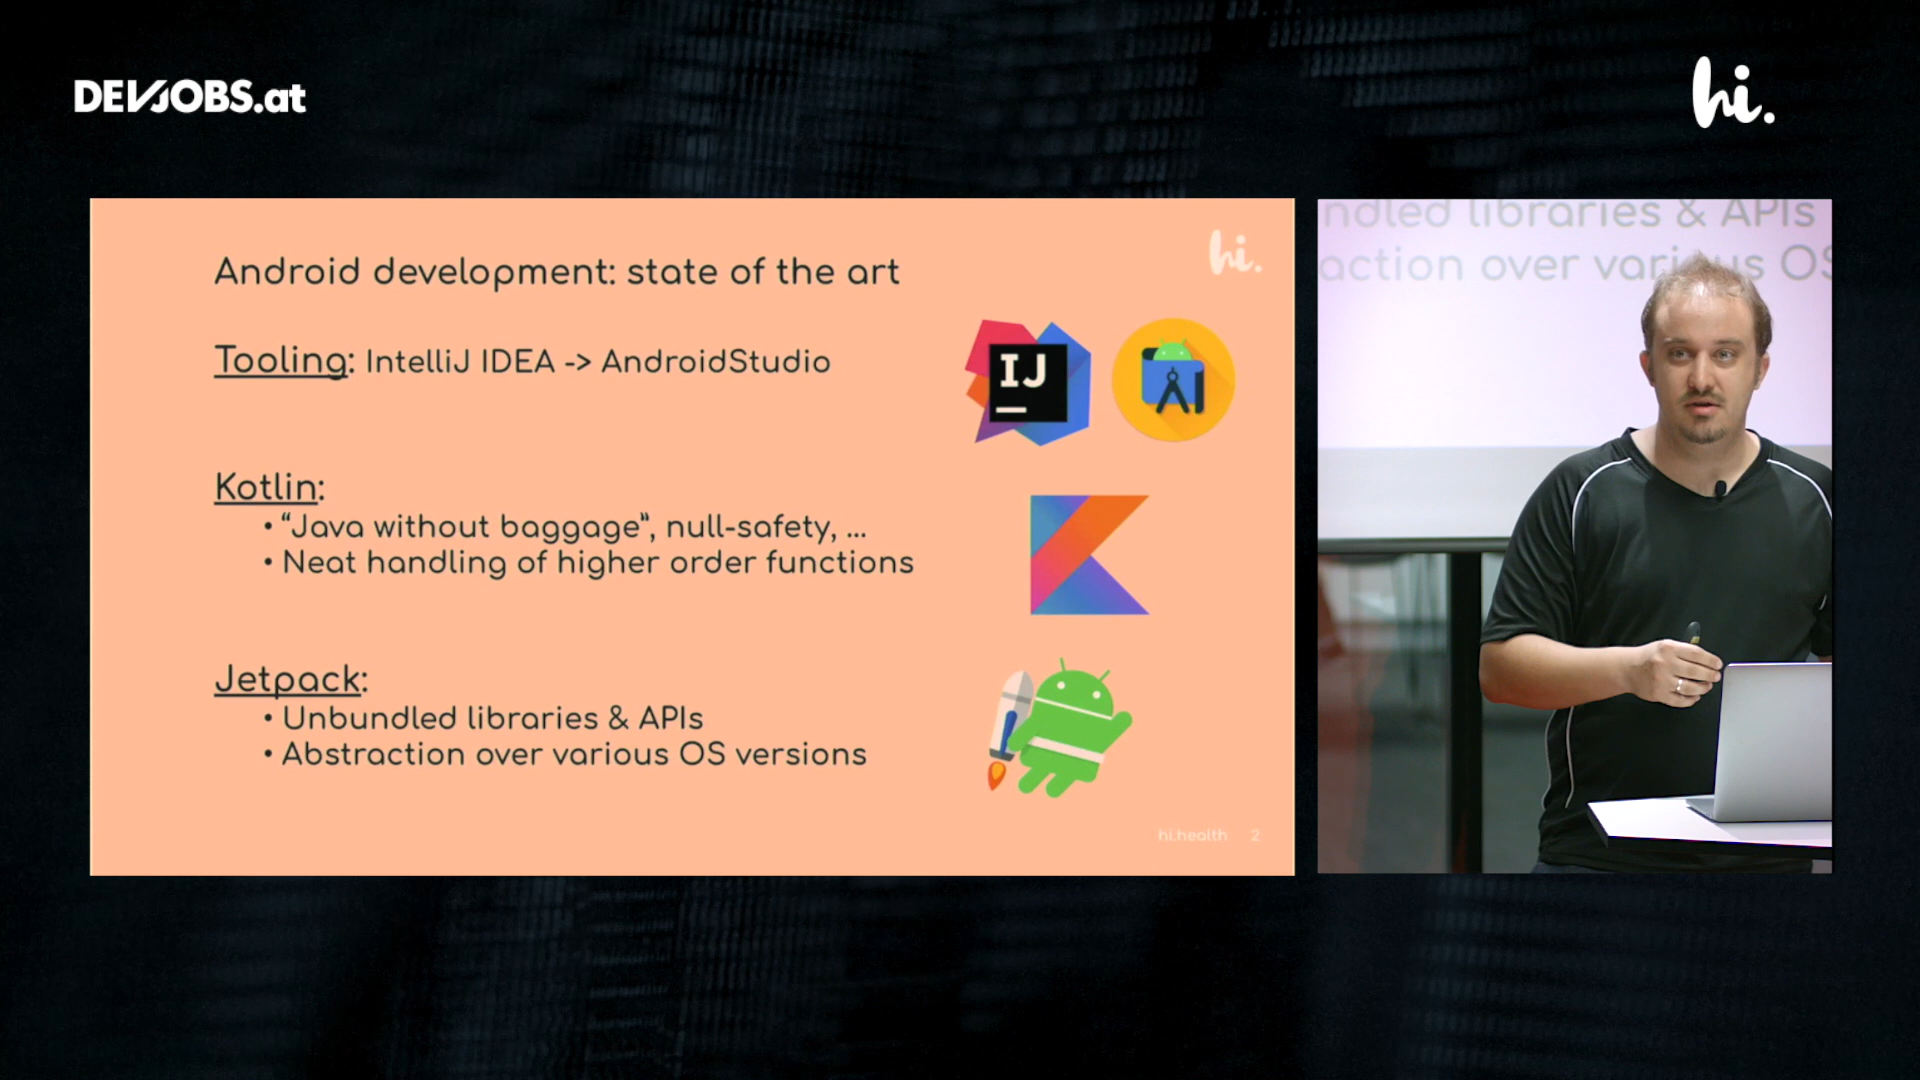 DEVJOBS.at
hi.
hi.
Android development: state of the art
Tooling: IntelliJ IDEA -> AndroidStudio
IJ
Kotlin:
• “Java without baggage”, null-safety, ...
• Neat handling of higher order functions
Jetpack:
• Unbundled libraries & APIs
• Abstraction over various OS versions
hi.health 2
ndled libraries & APIs
action over various OS